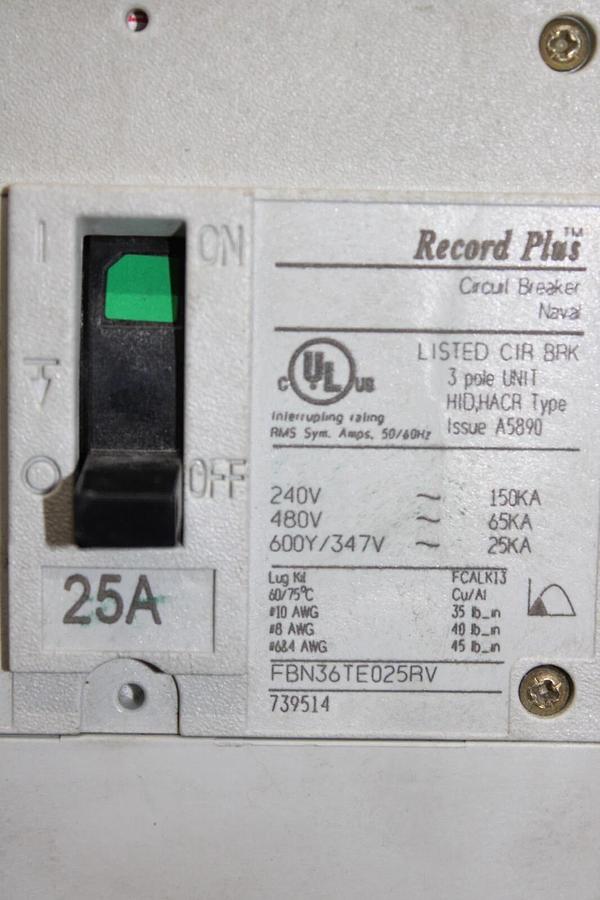 I ON
O OFF
25A
Record Plus™
Circuit Breaker
Naval
C UL US
LISTED CIR BRK
3 pole UNIT
HID,HACR Type
Issue A5890
Interrupting rating
RMS Sym. Amps, 50/60Hz
240V ~ 150KA
480V ~ 65KA
600Y/347V ~ 25KA
Lug Kit FCALK13
60/75°C Cu/Al
#10 AWG 35 lb_in
#8 AWG 40 lb_in
#6&4 AWG 45 lb_in
FBN36TE025RV
739514